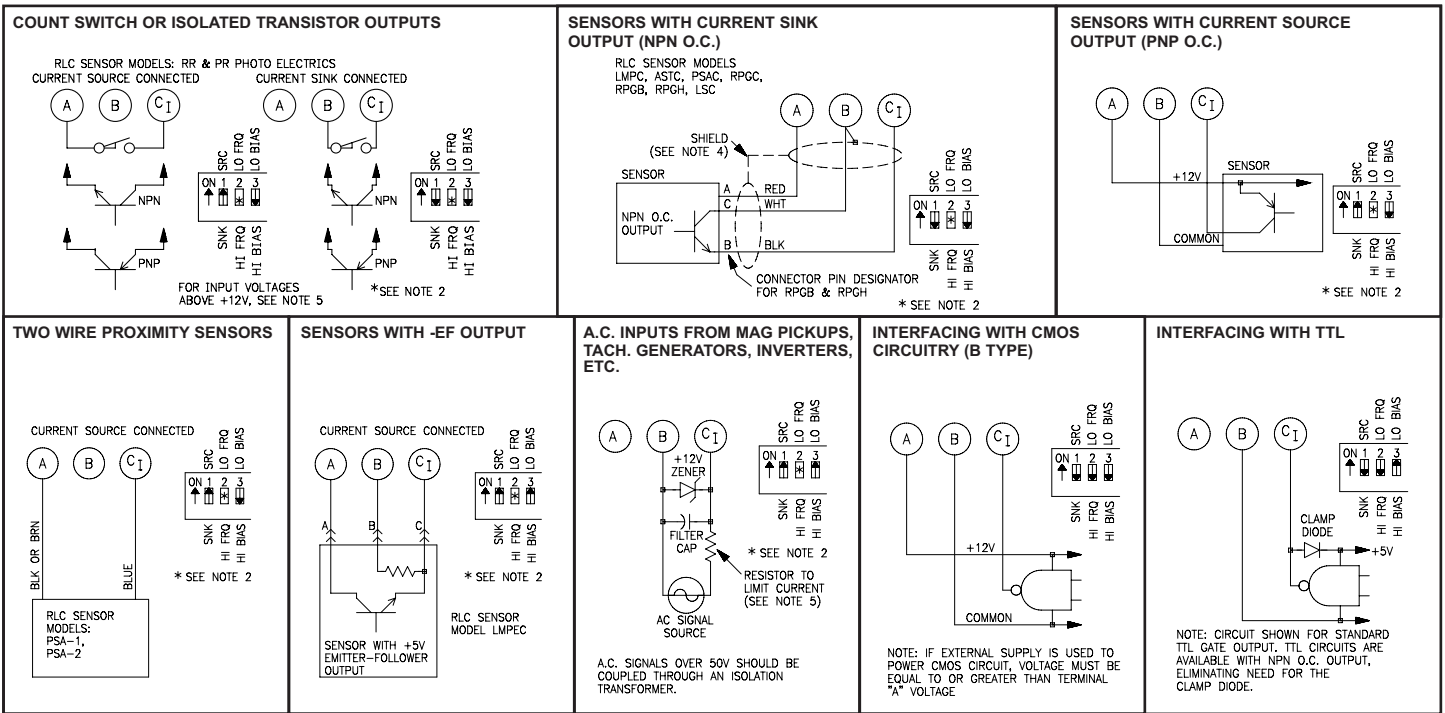 COUNT SWITCH OR ISOLATED TRANSISTOR OUTPUTS
RLC SENSOR MODELS: RR & PR PHOTO ELECTRICS
CURRENT SOURCE CONNECTED
CURRENT SINK CONNECTED
A
B
CI
A
B
CI
NPN
PNP
SRC
LO FRQ
LO BIAS
ON 1 2 3
*
SNK
HI FRQ
HI BIAS
NPN
PNP
SRC
LO FRQ
LO BIAS
ON 1 2 3
*
SNK
HI FRQ
HI BIAS
FOR INPUT VOLTAGES
ABOVE +12V, SEE NOTE 5
*SEE NOTE 2
SENSORS WITH CURRENT SINK
OUTPUT (NPN O.C.)
RLC SENSOR MODELS
LMPC, ASTC, PSAC, RPGC,
RPGB, RPGH, LSC
A
B
CI
SHIELD
(SEE NOTE 4)
SENSOR
A
RED
C
WHT
NPN O.C.
OUTPUT
B
BLK
CONNECTOR PIN DESIGNATOR
FOR RPGB & RPGH
SRC
LO FRQ
LO BIAS
ON 1 2 3
*
SNK
HI FRQ
HI BIAS
* SEE NOTE 2
SENSORS WITH CURRENT SOURCE
OUTPUT (PNP O.C.)
A
B
CI
SENSOR
+12V
COMMON
SRC
LO FRQ
LO BIAS
ON 1 2 3
*
SNK
HI FRQ
HI BIAS
* SEE NOTE 2
TWO WIRE PROXIMITY SENSORS
CURRENT SOURCE CONNECTED
A
B
CI
BLK OR BRN
BLUE
SRC
LO FRQ
LO BIAS
ON 1 2 3
*
SNK
HI FRQ
HI BIAS
* SEE NOTE 2
RLC SENSOR
MODELS:
PSA-1,
PSA-2
SENSORS WITH -EF OUTPUT
CURRENT SOURCE CONNECTED
A
B
CI
A
B
C
SRC
LO FRQ
LO BIAS
ON 1 2 3
*
SNK
HI FRQ
HI BIAS
* SEE NOTE 2
RLC SENSOR
MODEL LMPEC
SENSOR WITH +5V
EMITTER-FOLLOWER
OUTPUT
A.C. INPUTS FROM MAG PICKUPS,
TACH. GENERATORS, INVERTERS,
ETC.
A
B
CI
+12V
ZENER
FILTER
CAP
SRC
LO FRQ
LO BIAS
ON 1 2 3
*
SNK
HI FRQ
HI BIAS
* SEE NOTE 2
RESISTOR TO
LIMIT CURRENT
(SEE NOTE 5)
AC SIGNAL
SOURCE
A.C. SIGNALS OVER 50V SHOULD BE
COUPLED THROUGH AN ISOLATION
TRANSFORMER.
INTERFACING WITH CMOS
CIRCUITRY (B TYPE)
A
B
CI
SRC
LO FRQ
LO BIAS
ON 1 2 3
SNK
HI FRQ
HI BIAS
+12V
COMMON
NOTE: IF EXTERNAL SUPPLY IS USED TO
POWER CMOS CIRCUIT, VOLTAGE MUST BE
EQUAL TO OR GREATER THAN TERMINAL
"A" VOLTAGE
INTERFACING WITH TTL
A
B
CI
SRC
LO FRQ
LO BIAS
ON 1 2 3
SNK
HI FRQ
HI BIAS
CLAMP
DIODE
+5V
NOTE: CIRCUIT SHOWN FOR STANDARD
TTL GATE OUTPUT. TTL CIRCUITS ARE
AVAILABLE WITH NPN O.C. OUTPUT,
ELIMINATING NEED FOR THE
CLAMP DIODE.